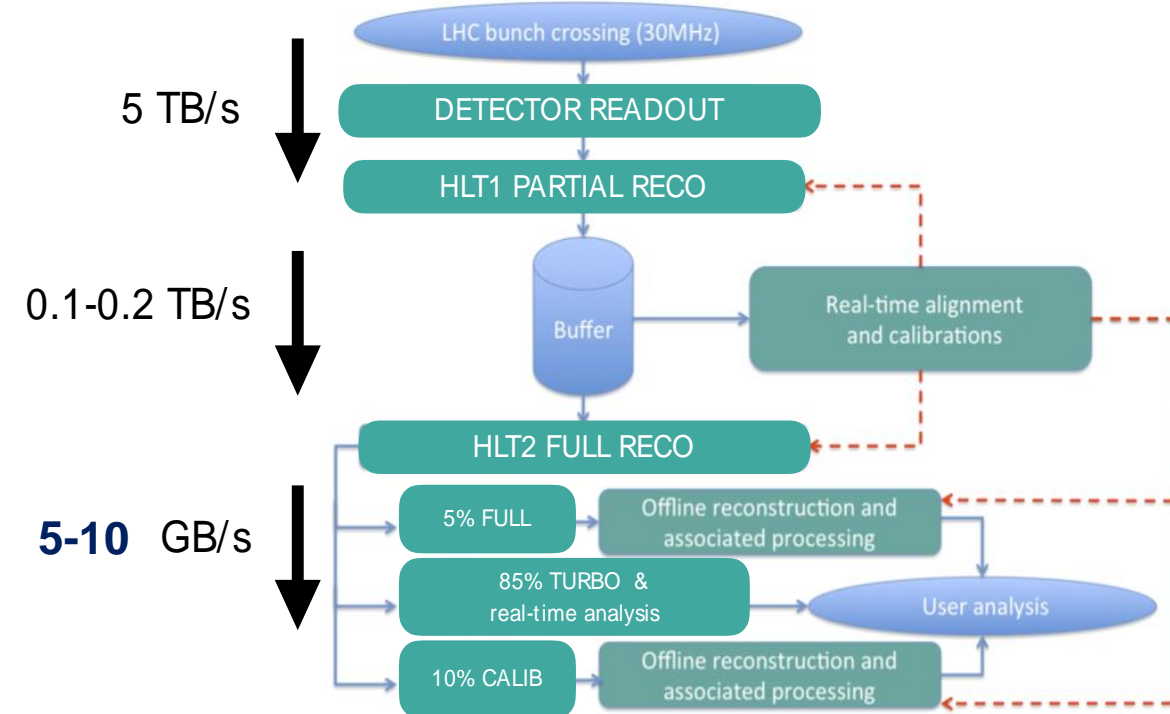 LHC bunch crossing (30MHz)
5 TB/s
DETECTOR READOUT
HLT1 PARTIAL RECO
0.1-0.2 TB/s
Buffer
Real-time alignment
and calibrations
HLT2 FULL RECO
5-10 GB/s
5% FULL
Offline reconstruction and
associated processing
85% TURBO &
real-time analysis
User analysis
10% CALIB
Offline reconstruction and
associated processing